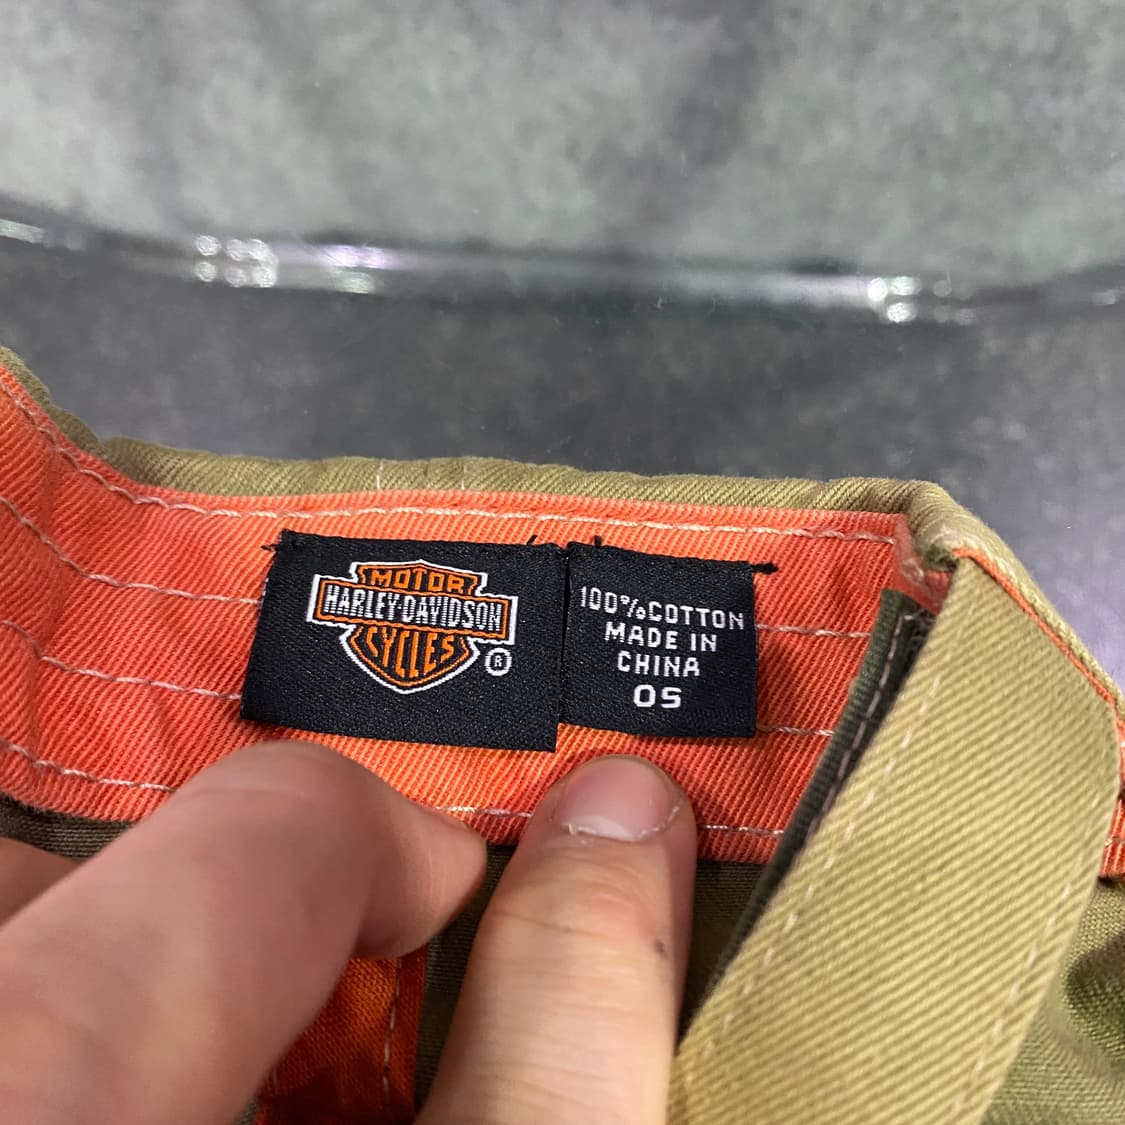 MOTOR
HARLEY-DAVIDSON
CYCLES
®
100%COTTON
MADE IN
CHINA
OS